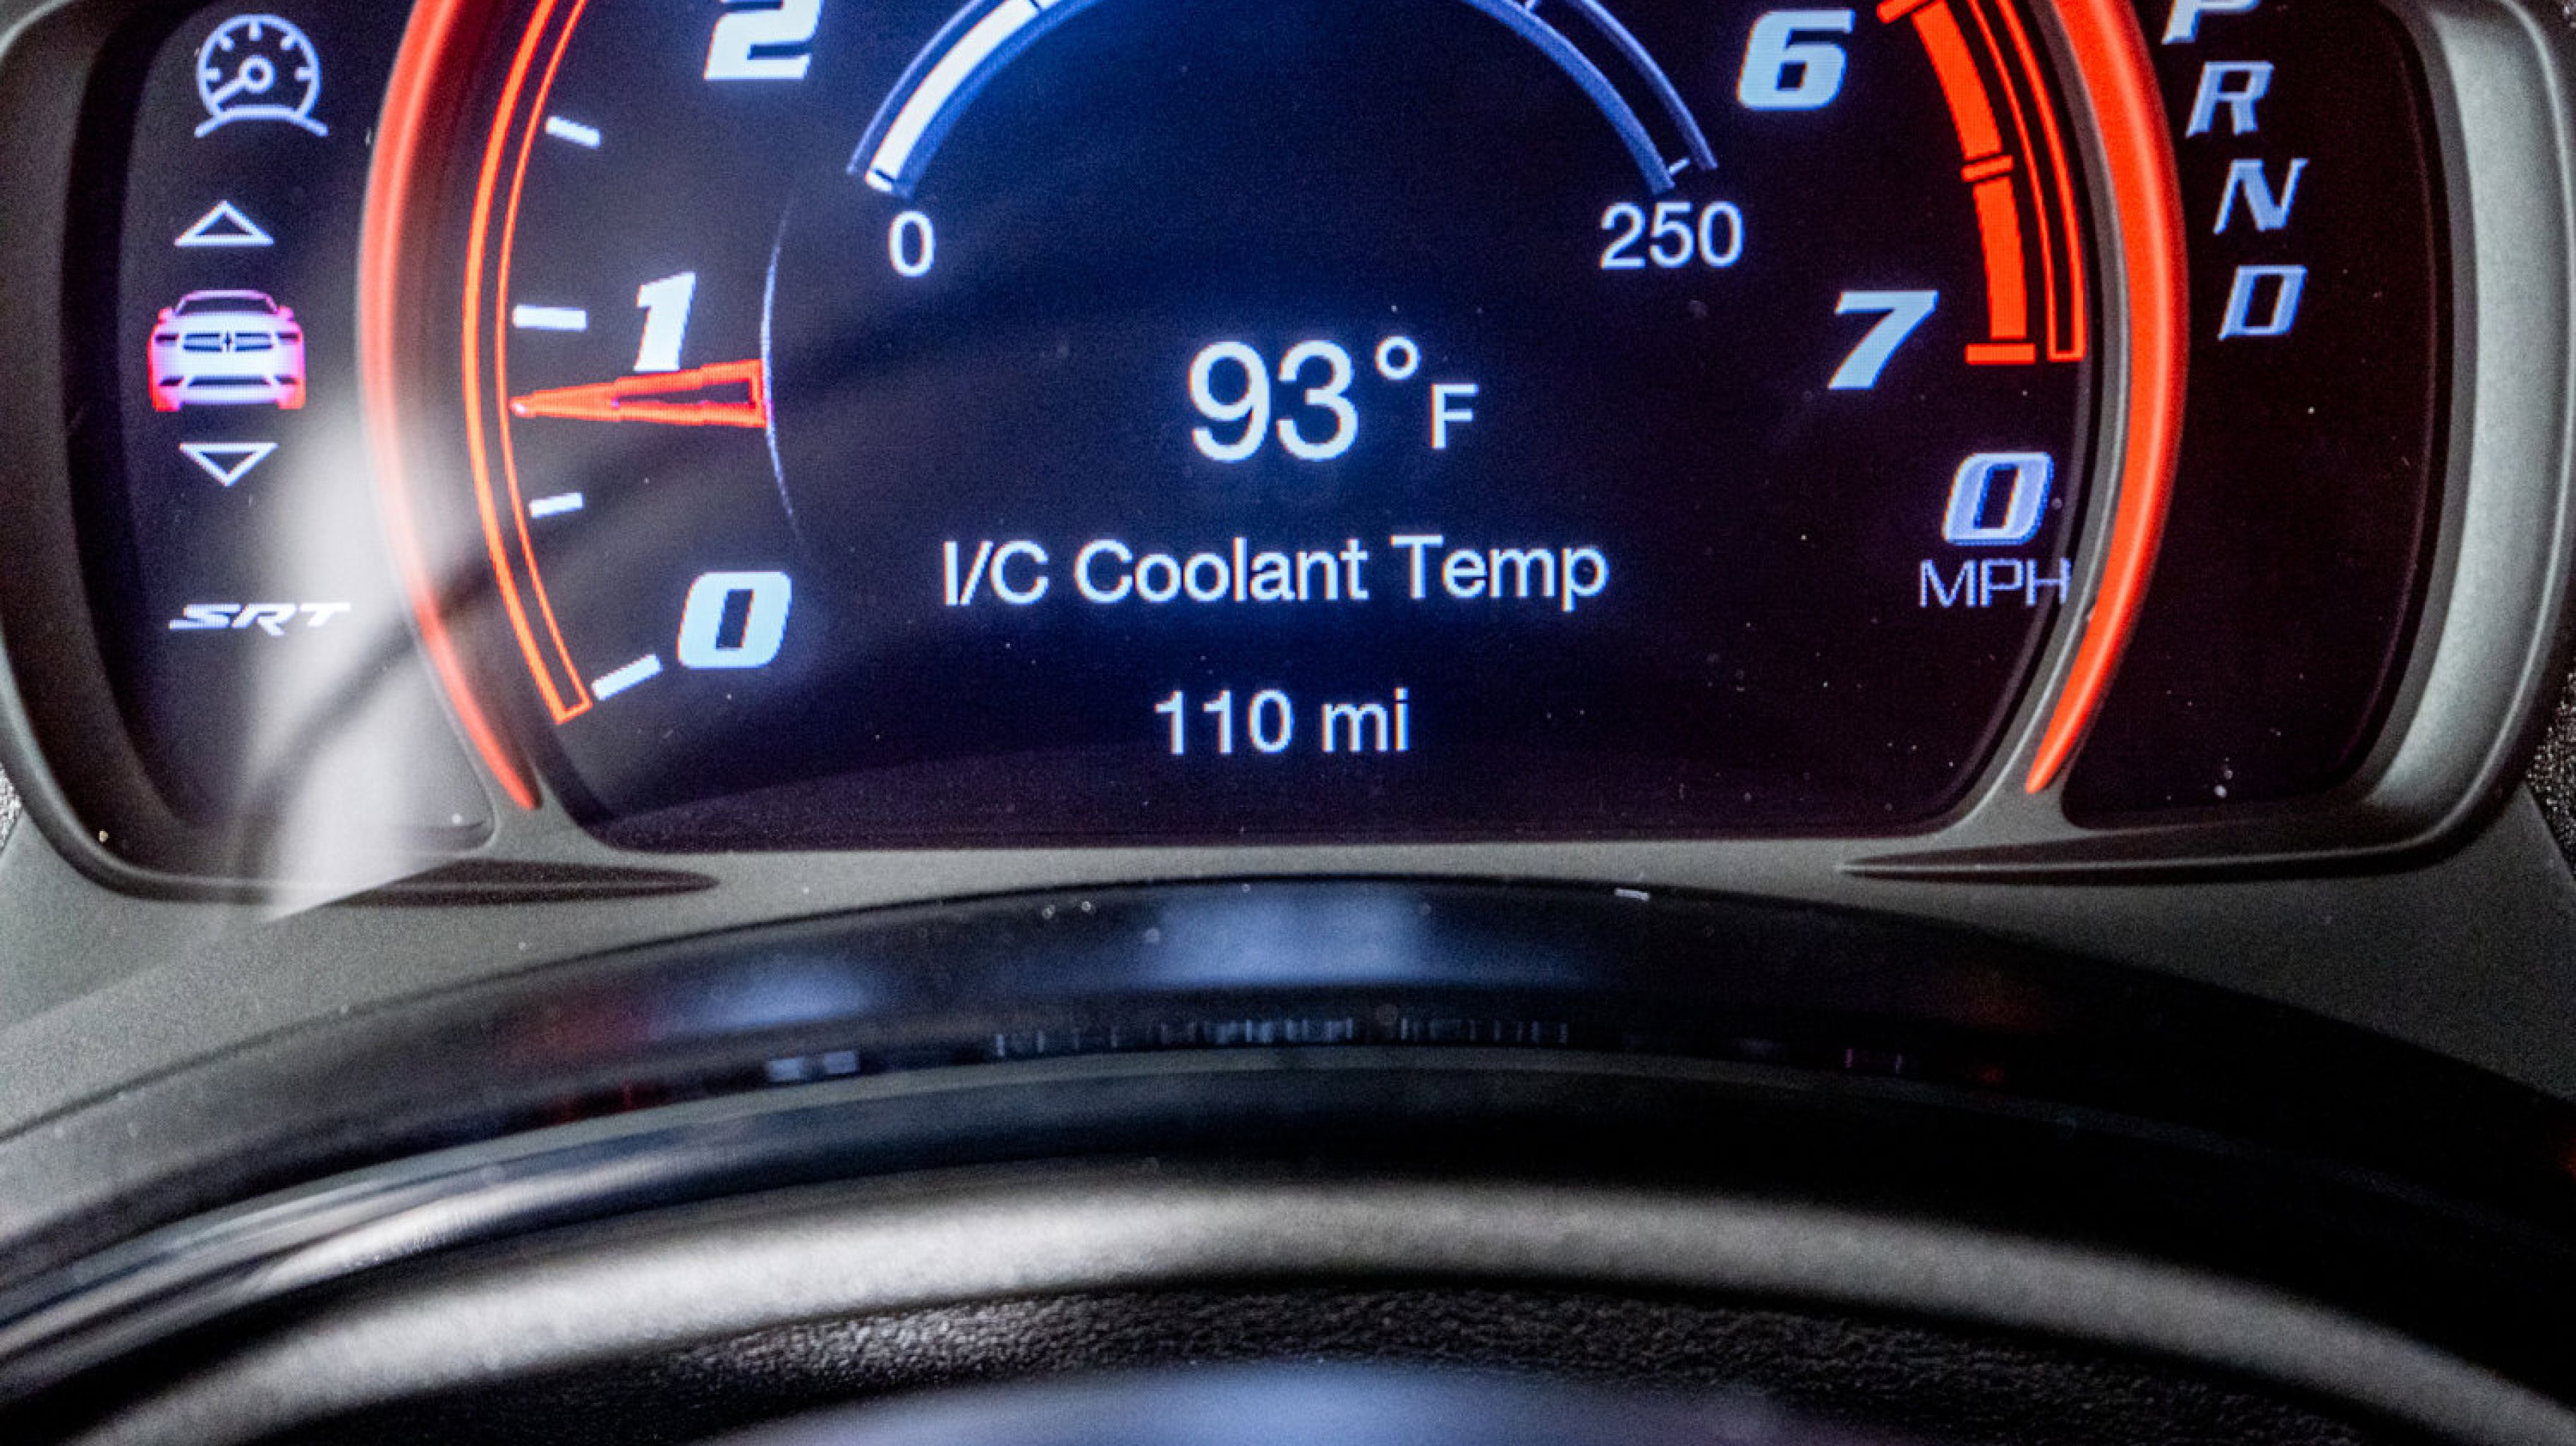 2
6
P
R
N
D
0
250
1
7
93°F
0
MPH
I/C Coolant Temp
SRT
0
110 mi